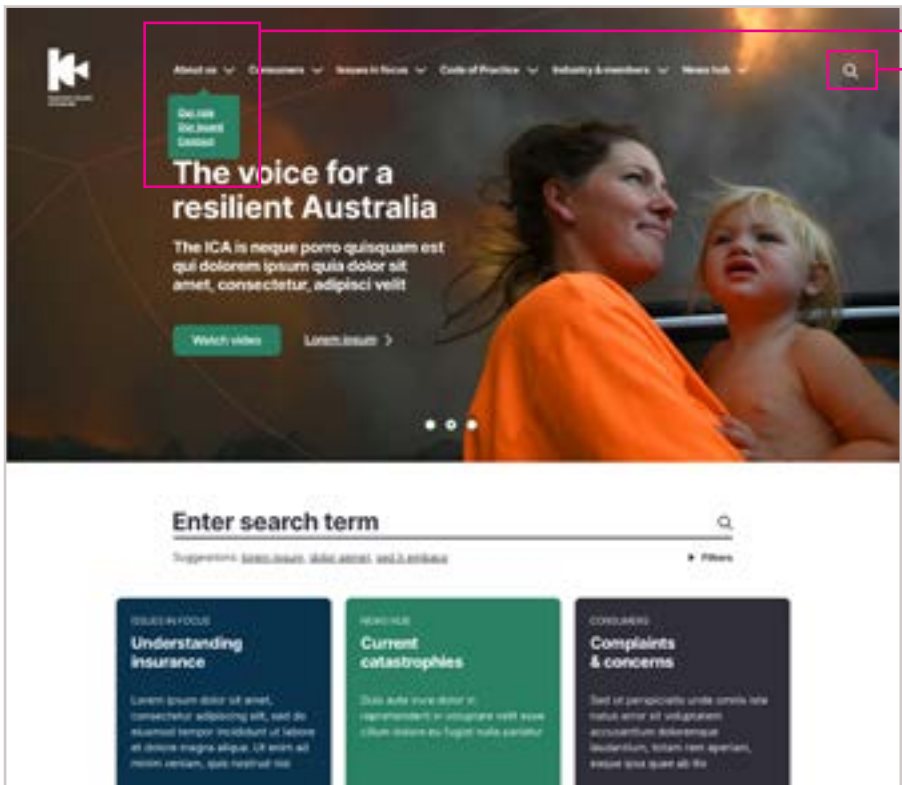 About us
Consumers
Issues in focus
Code of Practice
Industry & members
News hub
Our role
Our board
Contact
The voice for a
resilient Australia
The ICA is neque porro quisquam est
qui dolorem ipsum quia dolor sit
amet, consectetur, adipisci velit
Watch video
Lorem ipsum
Enter search term
Suggestions: lorem ipsum, dolor aemet, sed it
Filters
ISSUES IN FOCUS
Understanding
insurance
Lorem ipsum dolor sit amet,
consectetur adipiscing elit, sed do
eiusmod tempor incididunt ut labore
et dolore magna aliqua. Ut enim ad
minim veniam, quis nostrud
NEWS HUB
Current
catastrophies
Duis aute irure dolor in
reprehenderit in voluptate velit esse
cillum dolore eu fugiat nulla pariatur
CONSUMERS
Complaints
& concerns
Sed ut perspiciatis unde omnis iste
natus error sit voluptatem
accusantium doloremque
laudantium, totam rem aperiam,
eaque ipsa quae ab illo